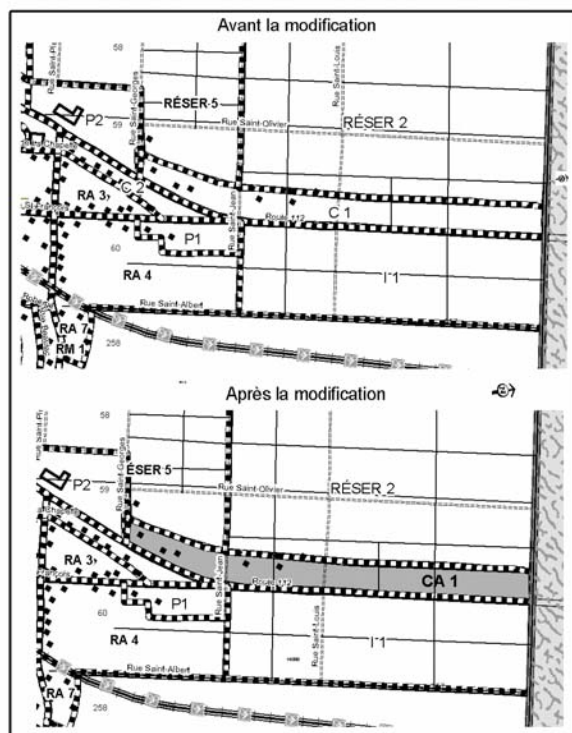 Avant la modification
58
Rue Saint-Georges
RÉSER 5
Rue Saint-Louis
P2
59
Rue Saint-Olivier
RÉSER 2
C 2
RA 3
Rue Saint-Jean
C 1
Route 112
P1
60
RA 4
I 1
Rue Saint-Albert
RA 7
RM 1
258
Après la modification
58
Rue Saint-Georges
ÉSER 5
P2
59
Rue Saint-Olivier
RÉSER 2
RA 3
Rue Saint-Jean
Route 112
CA 1
P1
60
RA 4
Rue Saint-Louis
I 1
Rue Saint-Albert
RA 7
258